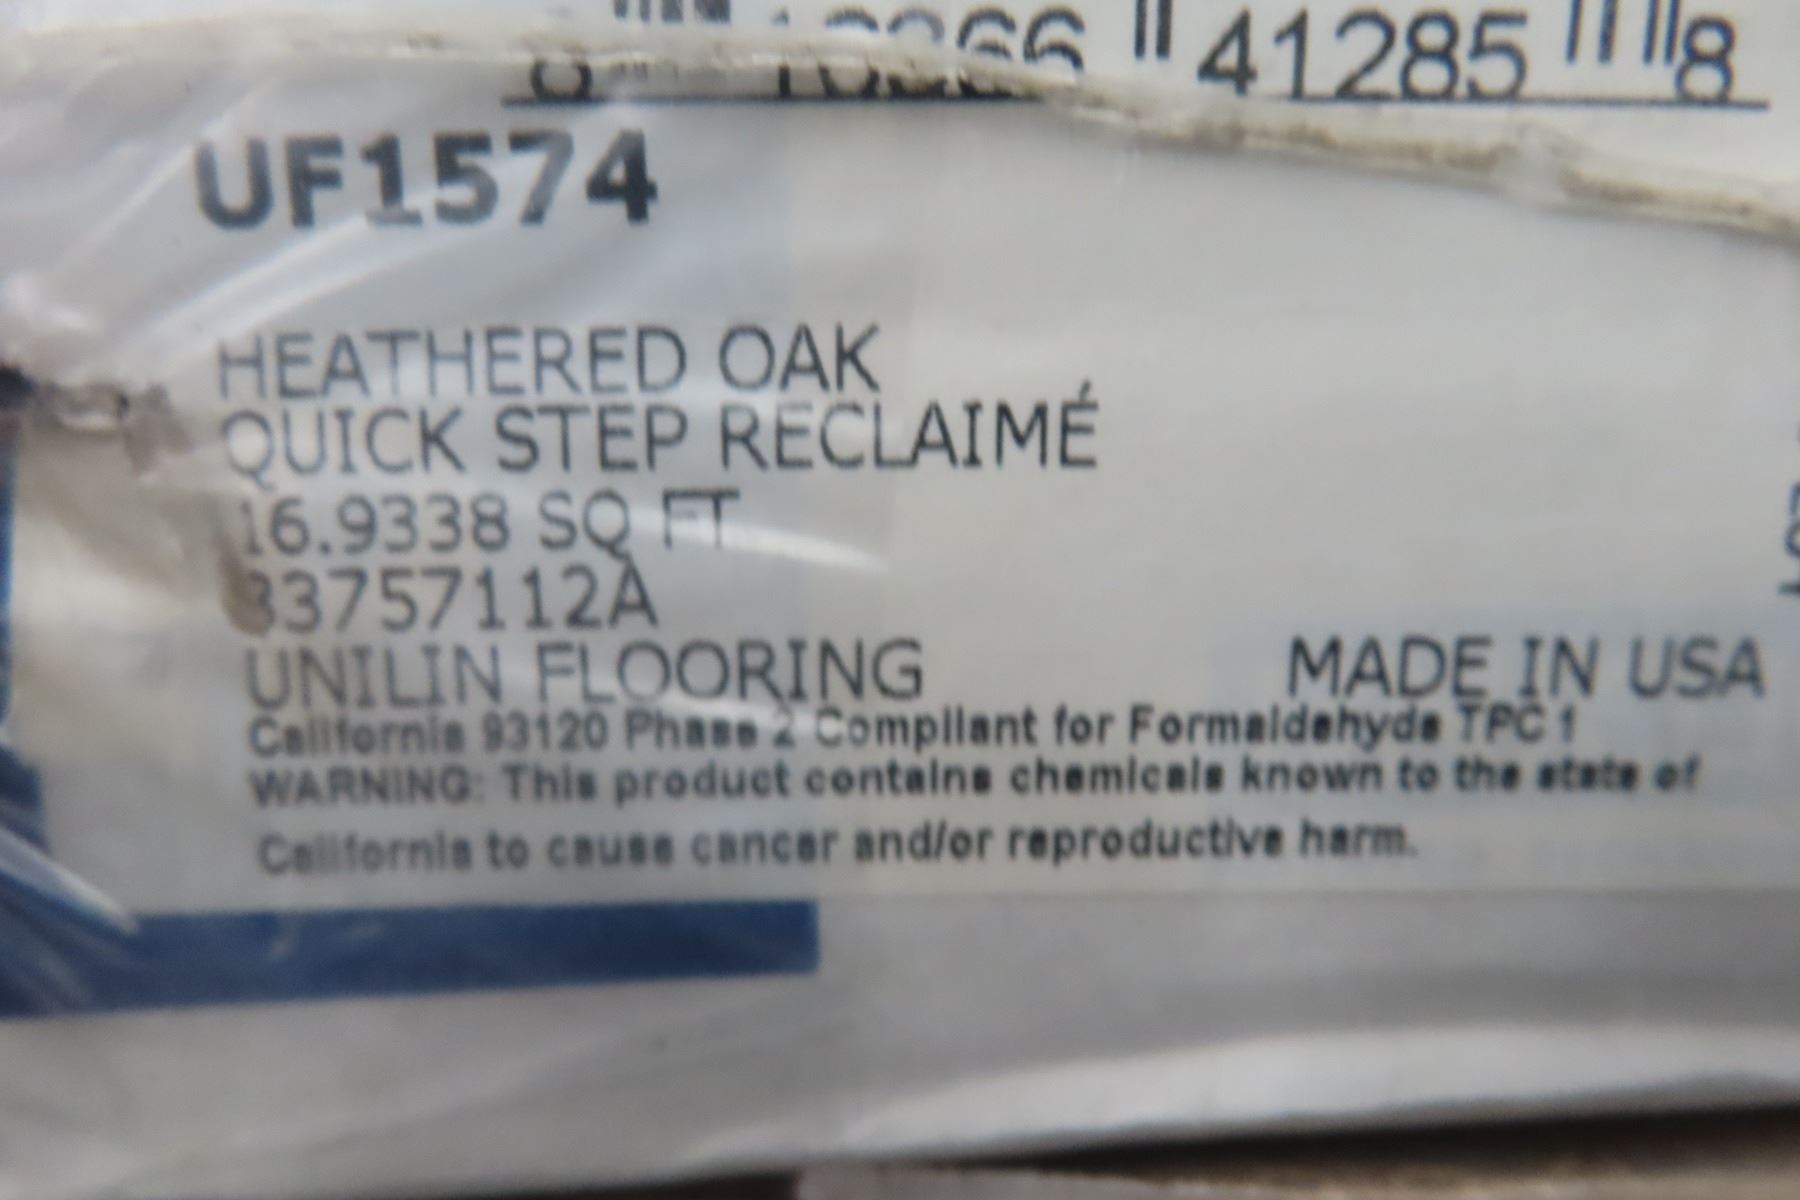 41285 8
UF1574
HEATHERED OAK
QUICK STEP RECLAIMÉ
16.9338 SQ FT
33757112A
UNILIN FLOORING MADE IN USA
California 93120 Phase 2 Compliant for Formaldehyde TPC 1
WARNING: This product contains chemicals known to the state of
California to cause cancer and/or reproductive harm.